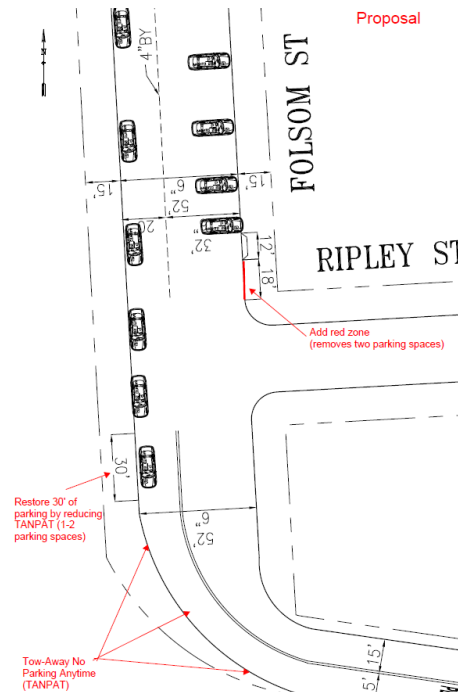 Proposal
4"BY
FOLSOM ST
15'
15'
6"
52'
20'
32'
12'
18'
RIPLEY ST
Add red zone
(removes two parking spaces)
30'
Restore 30' of
parking by reducing
TANPAT (1-2
parking spaces)
6"
52'
Tow-Away No
Parking Anytime
(TANPAT)
15'
5'